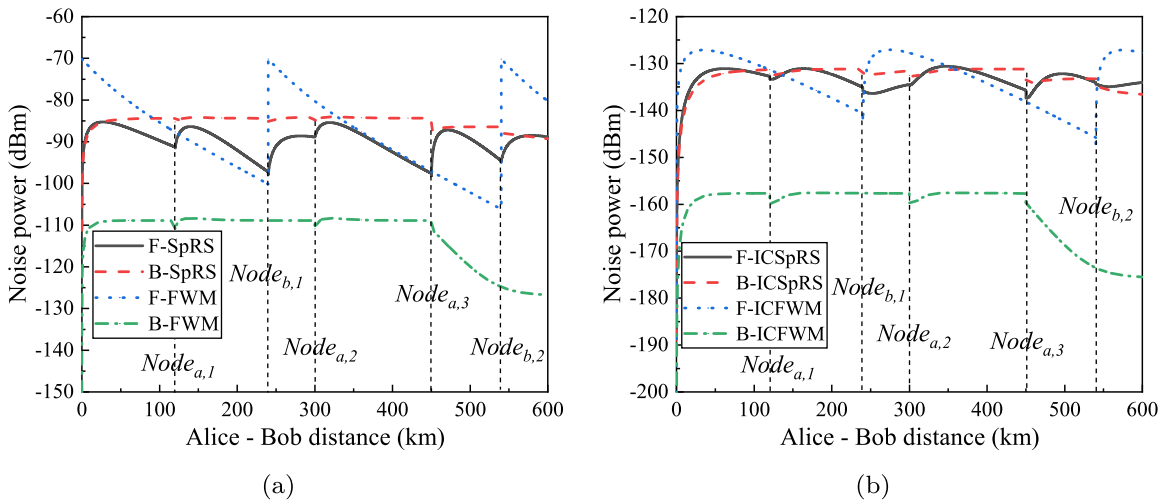 -60
-70
-80
-90
-100
-110
-120
-130
-140
-150
Noise power (dBm)
F-SpRS
B-SpRS
F-FWM
B-FWM
Node_{a,1}
Node_{b,1}
Node_{a,2}
Node_{a,3}
Node_{b,2}
0 100 200 300 400 500 600
Alice - Bob distance (km)
(a)
-120
-130
-140
-150
-160
-170
-180
-190
-200
Noise power (dBm)
F-ICSpRS
B-ICSpRS
F-ICFWM
B-ICFWM
Node_{a,1}
Node_{b,1}
Node_{a,2}
Node_{a,3}
Node_{b,2}
0 100 200 300 400 500 600
Alice - Bob distance (km)
(b)